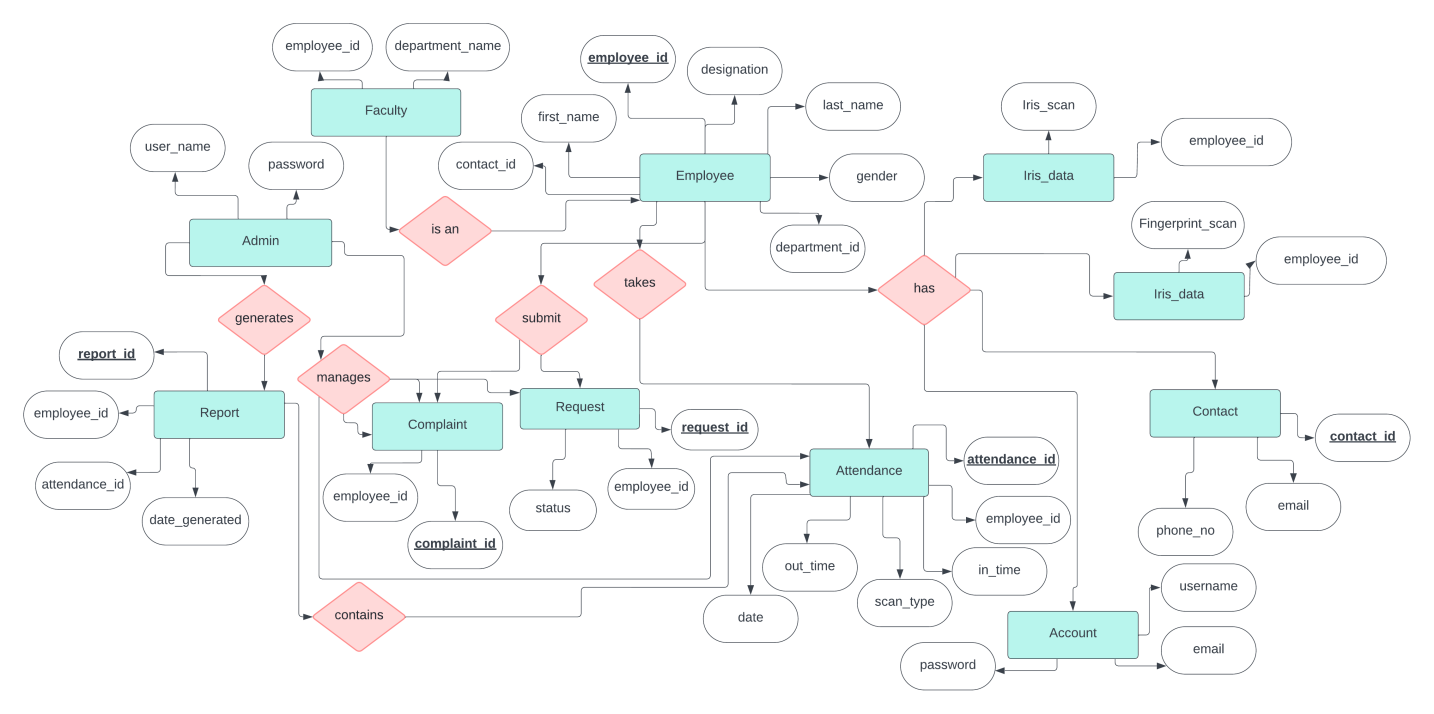 employee_id
department_name
Faculty
employee_id
designation
last_name
first_name
contact_id
Employee
gender
department_id
Iris_scan
employee_id
Iris_data
Fingerprint_scan
employee_id
Iris_data
user_name
password
Admin
is an
takes
submit
has
generates
manages
report_id
employee_id
Report
attendance_id
date_generated
Complaint
employee_id
complaint_id
Request
request_id
status
employee_id
Attendance
attendance_id
employee_id
in_time
out_time
scan_type
date
contains
Contact
contact_id
email
phone_no
Account
username
email
password